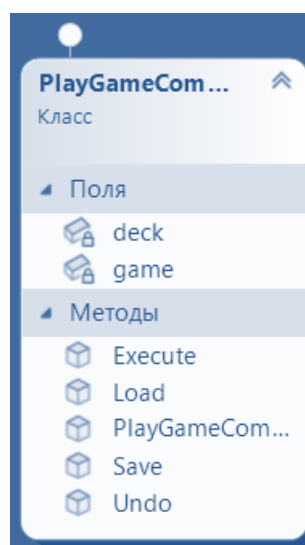 PlayGameCom...
Класс
Поля
deck
game
Методы
Execute
Load
PlayGameCom...
Save
Undo